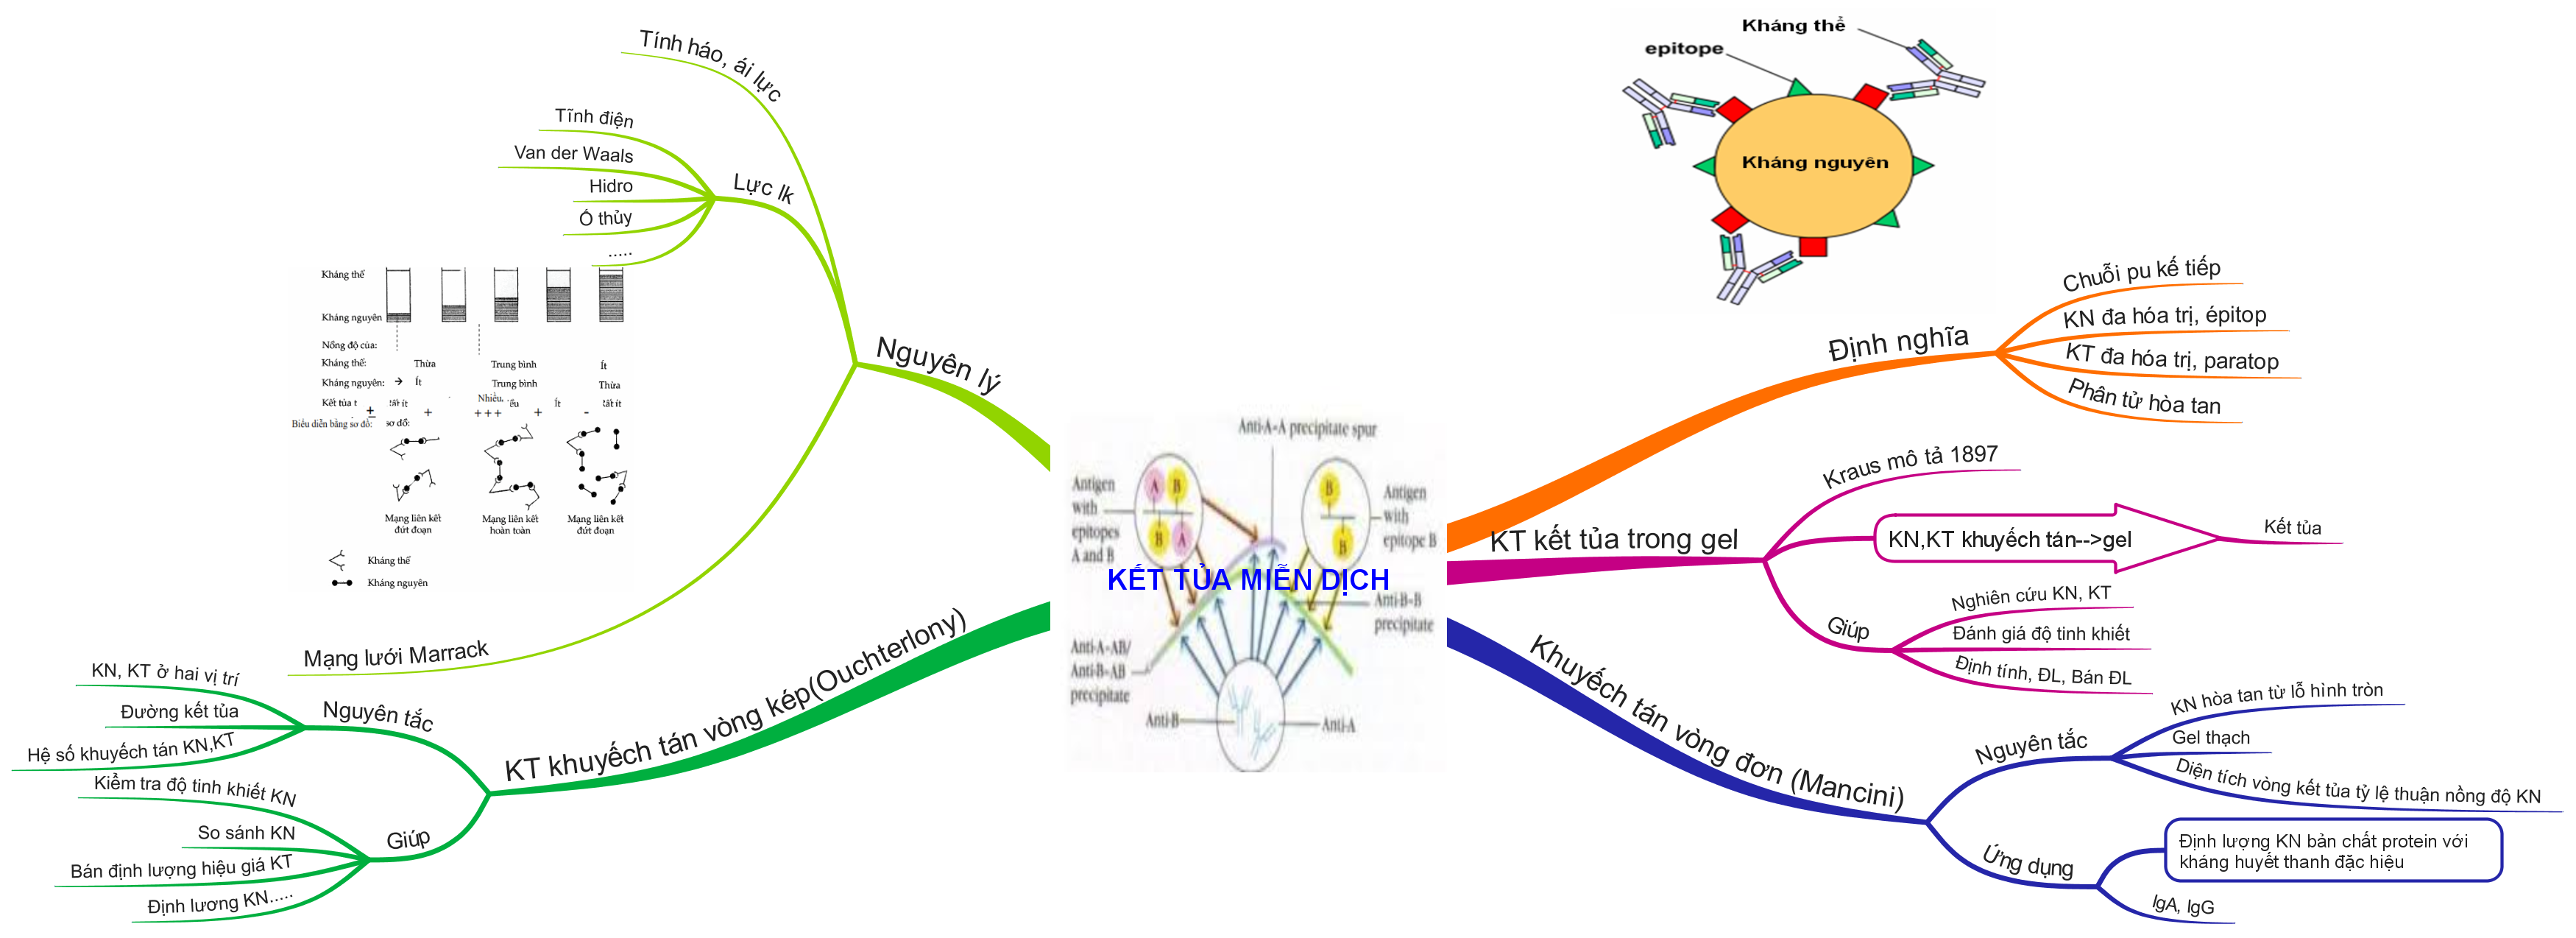 KẾT TỦA MIỄN DỊCH
Anti-A-A precipitate spur
Antigen
with
epitopes
A and B
A
B
B
A
B
B
Antigen
with
epitope B
Anti-B-B
precipitate
Anti-A-AB/
Anti-B-AB
precipitate
Anti-B
Anti-A
Kháng thể
epitope
Kháng nguyên
Định nghĩa
Chuỗi pu kế tiếp
KN đa hóa trị, épitop
KT đa hóa trị, paratop
Phân tử hòa tan
KT kết tủa trong gel
Kraus mô tả 1897
KN,KT khuyếch tán-->gel
Kết tủa
Giúp
Nghiên cứu KN, KT
Đánh giá độ tinh khiết
Định tính, ĐL, Bán ĐL
Khuyếch tán vòng đơn (Mancini)
Nguyên tắc
KN hòa tan từ lỗ hình tròn
Gel thạch
Diện tích vòng kết tủa tỷ lệ thuận nồng độ KN
Ứng dụng
Định lượng KN bản chất protein với
kháng huyết thanh đặc hiệu
IgA, IgG
Nguyên lý
Tính háo, ái lực
Lực lk
Tĩnh điện
Van der Waals
Hidro
Ố thủy
.....
Mạng lưới Marrack
Kháng thể
Kháng nguyên
Nồng độ của:
Kháng thể: Thừa Trung bình Ít
Kháng nguyên: → Ít Trung bình Thừa
Kết tủa t tất ít Nhiều. ều Ít tất ít
± + +++ + -
Biểu diễn bằng sơ đồ: sơ đồ:
Mạng liên kết
đứt đoạn
Mạng liên kết
hoàn toàn
Mạng liên kết
đứt đoạn
Kháng thể
Kháng nguyên
KT khuyếch tán vòng kép(Ouchterlony)
Nguyên tắc
KN, KT ở hai vị trí
Đường kết tủa
Hệ số khuyếch tán KN,KT
Giúp
Kiểm tra độ tinh khiết KN
So sánh KN
Bán định lượng hiệu giá KT
Định lương KN.....